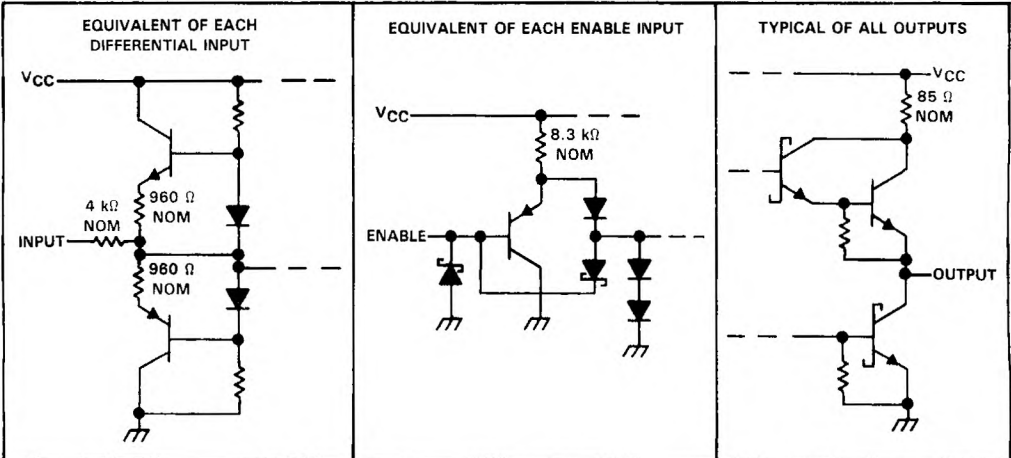 EQUIVALENT OF EACH
DIFFERENTIAL INPUT
VCC
960 Ω
NOM
4 kΩ
NOM
INPUT
960 Ω
NOM
EQUIVALENT OF EACH ENABLE INPUT
VCC
8.3 kΩ
NOM
ENABLE
TYPICAL OF ALL OUTPUTS
VCC
85 Ω
NOM
OUTPUT